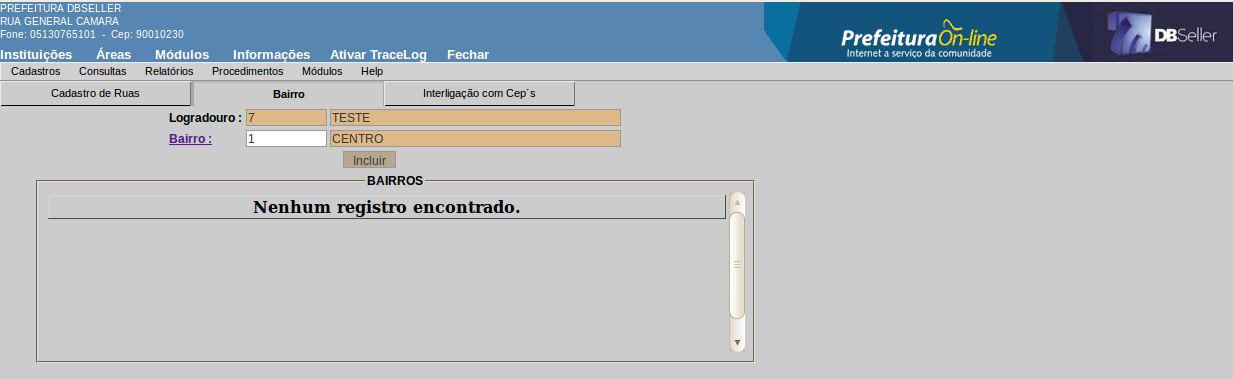 PREFEITURA DBSELLER
RUA GENERAL CAMARA
Fone: 05130765101 - Cep: 90010230
Prefeitura On-line
Internet a serviço da comunidade
DBSeller
Instituições Áreas Módulos Informações Ativar TraceLog Fechar
Cadastros Consultas Relatórios Procedimentos Módulos Help
Cadastro de Ruas Bairro Interligação com Cep´s
Logradouro : 7 TESTE
Bairro : 1 CENTRO
Incluir
BAIRROS
Nenhum registro encontrado.